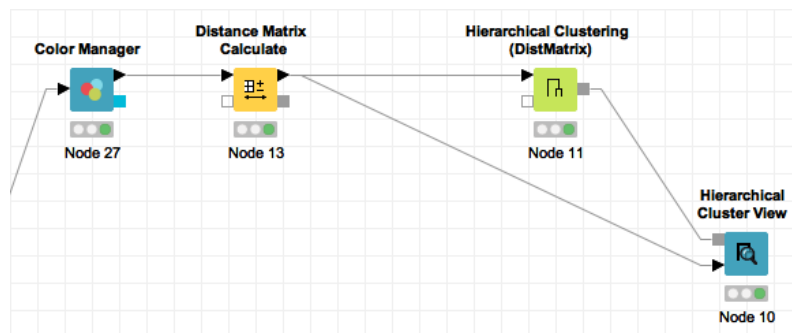 Distance Matrix
Calculate
Hierarchical Clustering
(DistMatrix)
Color Manager
Node 27
Node 13
Node 11
Hierarchical
Cluster View
Node 10